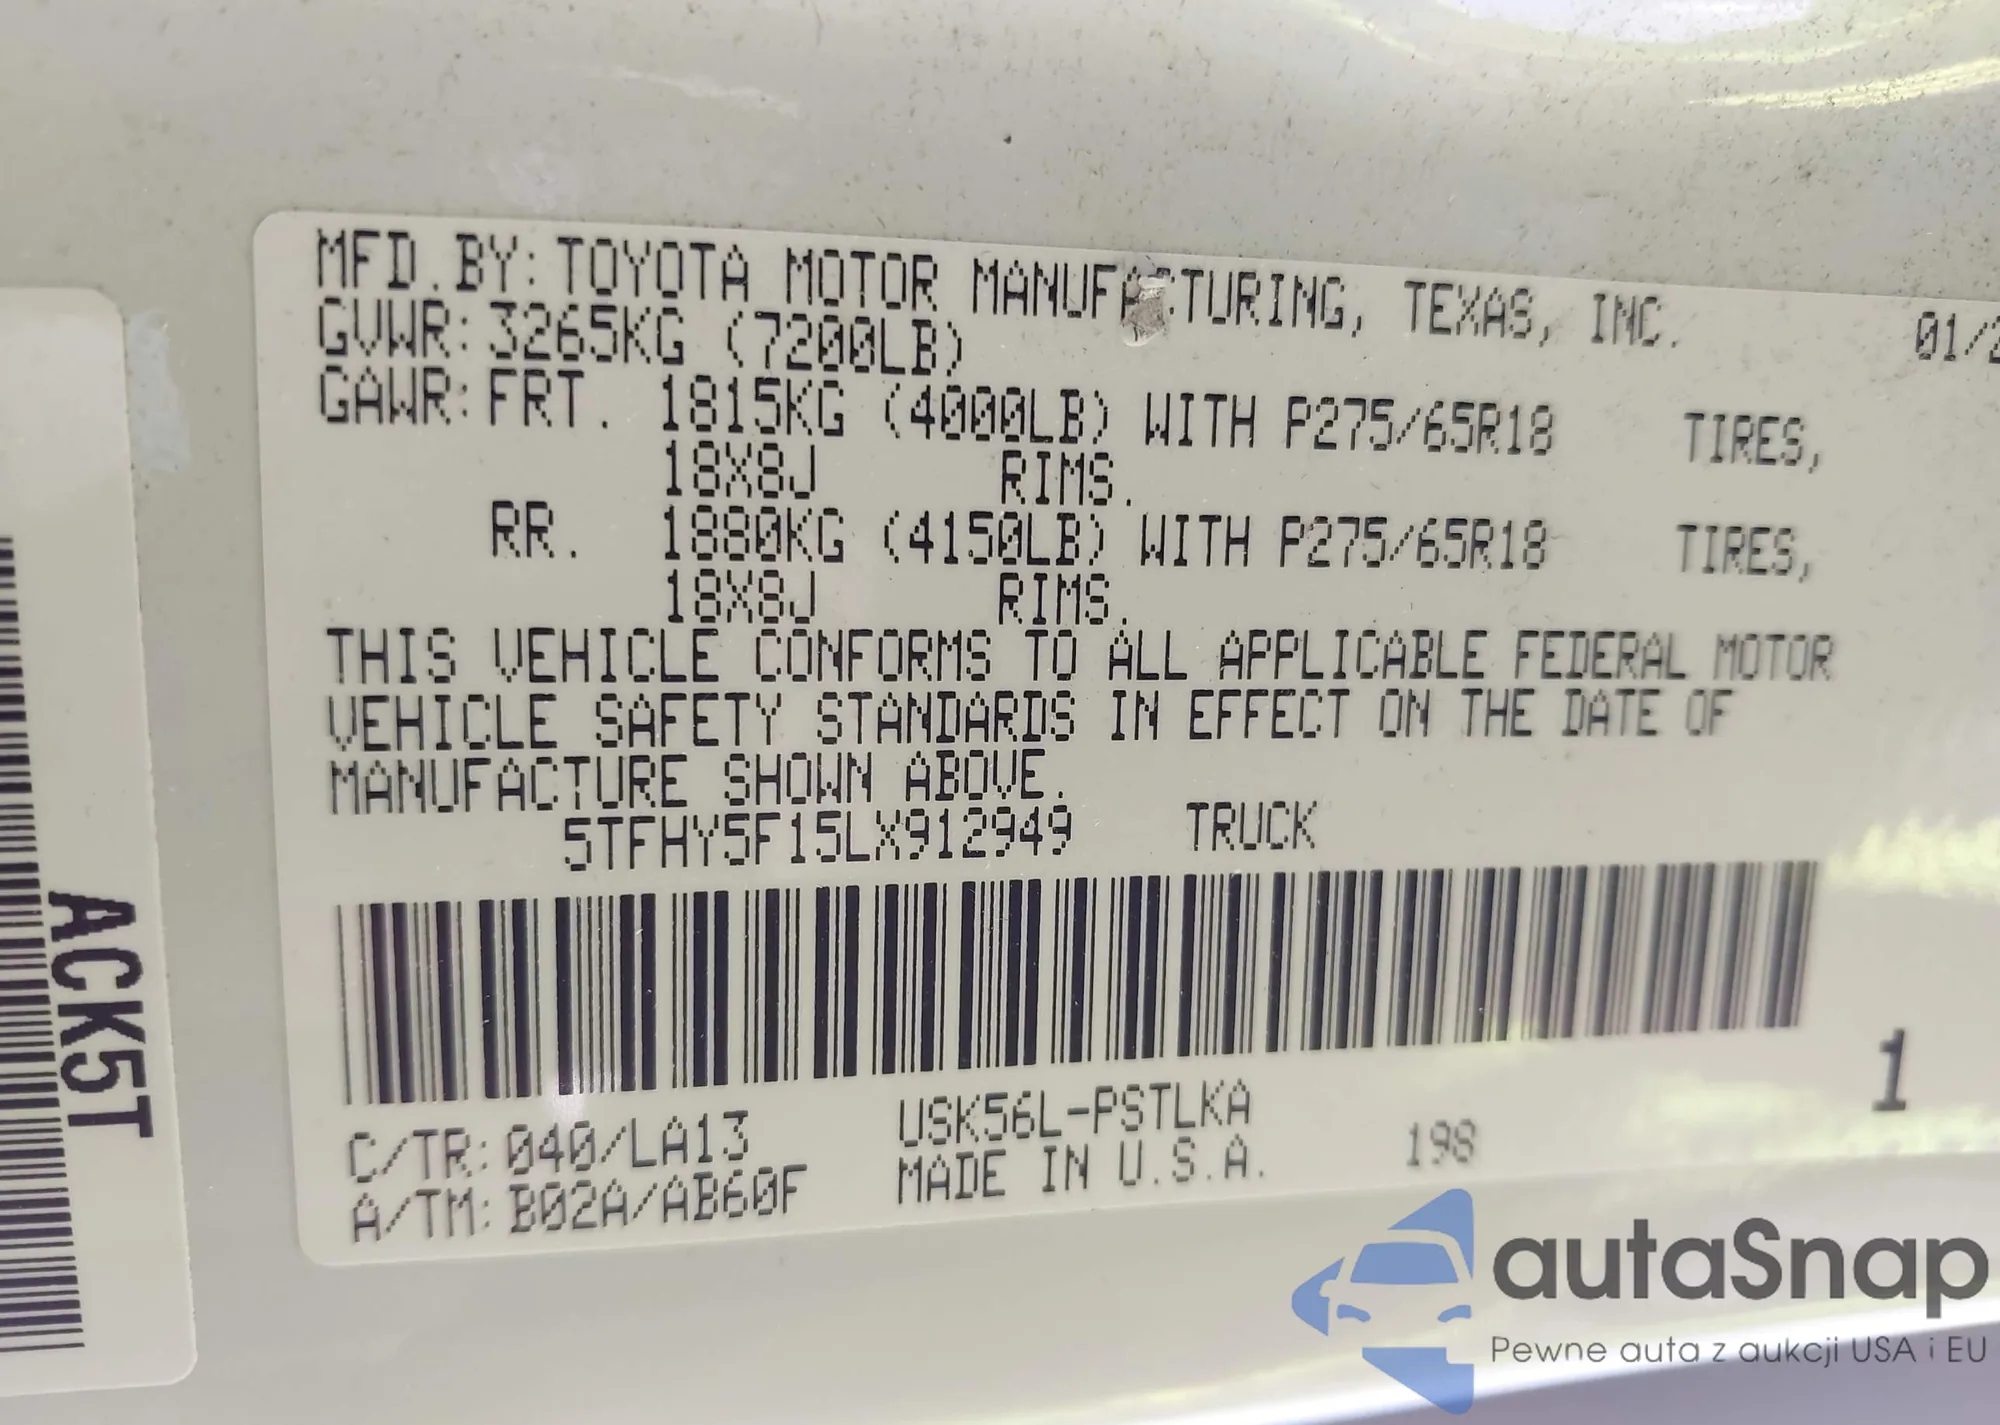 MFD.BY: TOYOTA MOTOR MANUFACTURING, TEXAS, INC. 01/2
GVWR: 3265KG (7200LB)
GAWR: FRT. 1815KG (4000LB) WITH P275/65R18 TIRES,
18X8J RIMS.
RR. 1880KG (4150LB) WITH P275/65R18 TIRES,
18X8J RIMS.
THIS VEHICLE CONFORMS TO ALL APPLICABLE FEDERAL MOTOR
VEHICLE SAFETY STANDARDS IN EFFECT ON THE DATE OF
MANUFACTURE SHOWN ABOVE.
5TFHY5F15LX912949 TRUCK
1
C/TR: 040/LA13 USK56L-PSTLKA
A/TM: B02A/AB60F MADE IN U.S.A. 198
ACK5T
autaSnap
Pewne auta z aukcji USA i EU